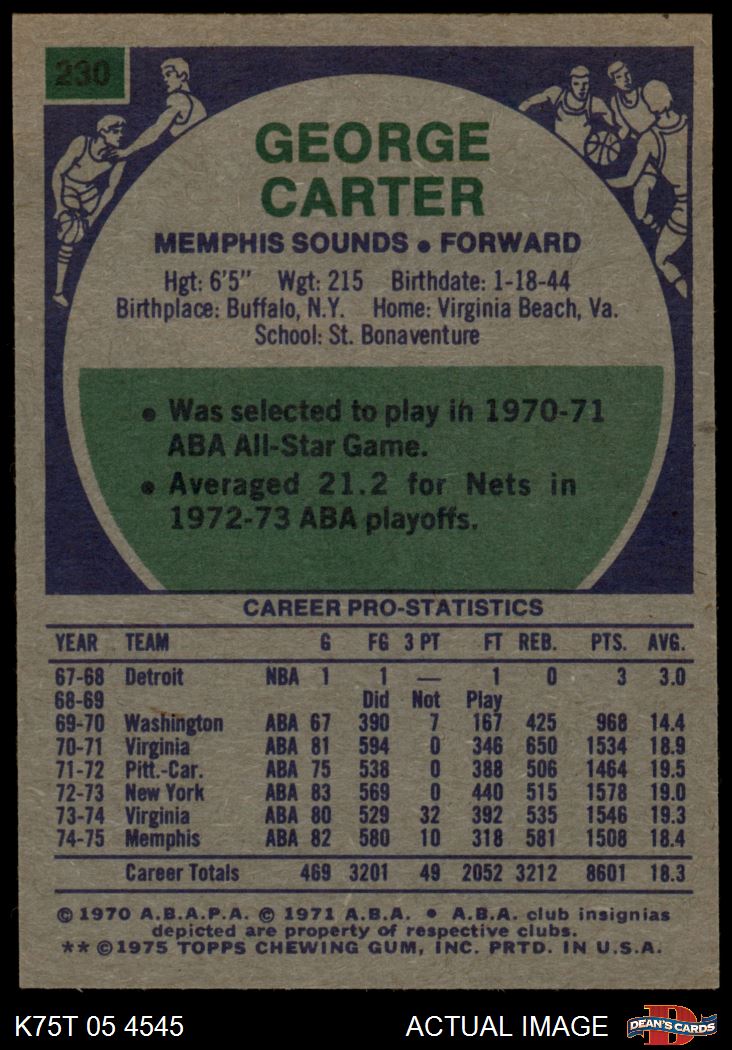 230
GEORGE
CARTER
MEMPHIS SOUNDS • FORWARD
Hgt: 6'5" Wgt: 215 Birthdate: 1-18-44
Birthplace: Buffalo, N.Y. Home: Virginia Beach, Va.
School: St. Bonaventure
• Was selected to play in 1970-71
ABA All-Star Game.
• Averaged 21.2 for Nets in
1972-73 ABA playoffs.
CAREER PRO-STATISTICS
YEAR TEAM G FG 3 PT FT REB. PTS. AVG.
67-68 Detroit NBA 1 1 — 1 0 3 3.0
68-69 Did Not Play
69-70 Washington ABA 67 390 7 167 425 968 14.4
70-71 Virginia ABA 81 594 0 346 650 1534 18.9
71-72 Pitt.-Car. ABA 75 538 0 388 506 1464 19.5
72-73 New York ABA 83 569 0 440 515 1578 19.0
73-74 Virginia ABA 80 529 32 392 535 1546 19.3
74-75 Memphis ABA 82 580 10 318 581 1508 18.4
Career Totals 469 3201 49 2052 3212 8601 18.3
© 1970 A.B.A.P.A. © 1971 A.B.A. • A.B.A. club insignias
depicted are property of respective clubs.
** © 1975 TOPPS CHEWING GUM, INC. PRTD. IN U.S.A.
K75T 05 4545 ACTUAL IMAGE D DEAN'S CARDS